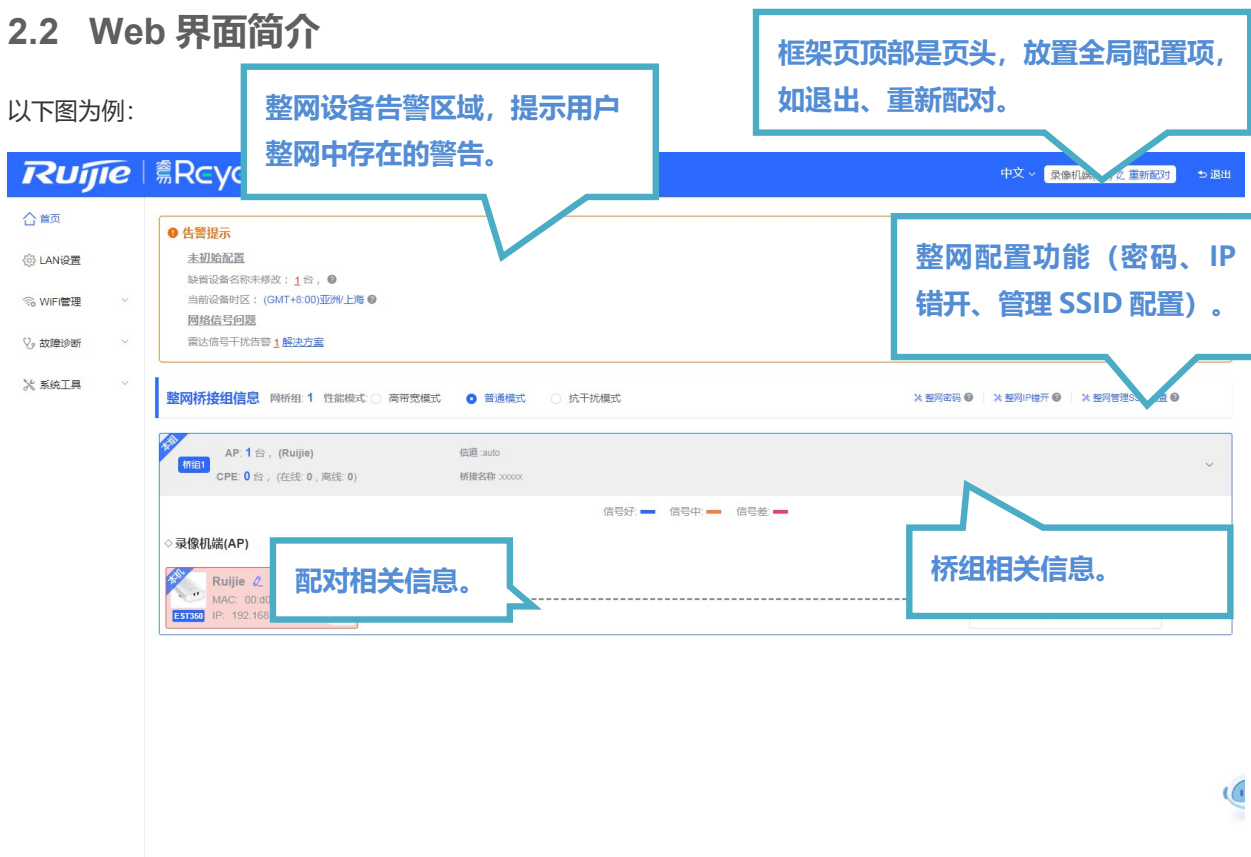 2.2 Web 界面简介
框架页顶部是页头，放置全局配置项，
如退出、重新配对。
以下图为例：
整网设备告警区域，提示用户
整网中存在的警告。
Ruijie 睿易 Reye
中文
录像机端
重新配对
退出
首页
LAN设置
WiFi管理
故障诊断
系统工具
告警提示
未初始配置
缺省设备名称未修改： 1 台，
当前设备时区： (GMT+8:00)亚洲/上海
网络信号问题
雷达信号干扰告警 1 解决方案
整网配置功能（密码、IP
错开、管理 SSID 配置）。
整网桥接组信息 网桥组: 1 性能模式: 高带宽模式 普通模式 抗干扰模式
整网密码 整网IP错开 整网管理SS
置
本组
桥组1
AP: 1 台， (Ruijie) 信道 :auto
CPE: 0 台， (在线: 0 , 离线: 0) 桥接名称 :xxxxx
信号好: 信号中: 信号差:
录像机端(AP)
本机
Ruijie
MAC: 00:d0
EST350 IP: 192.168
配对相关信息。
桥组相关信息。